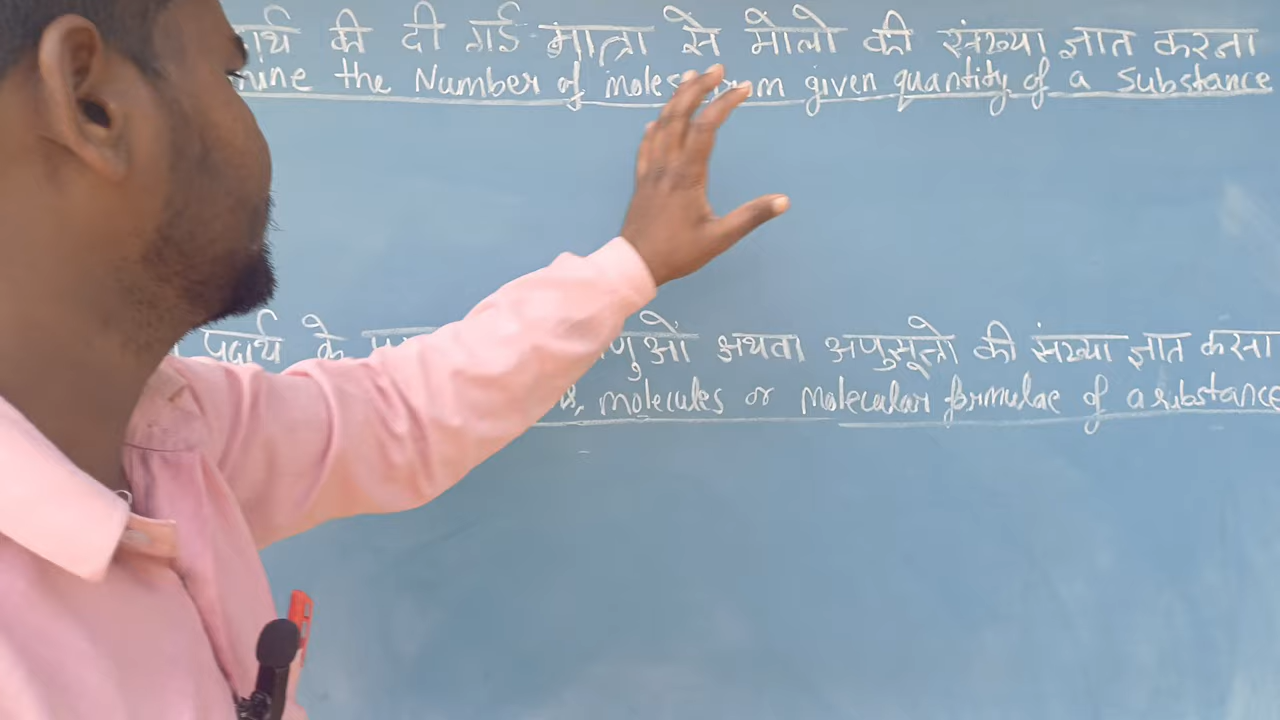 की दी गई मात्रा से मोलो की संख्या ज्ञात करना
the Number of moles given quantity of a Substance
पदार्थ के अथवा अणुसूत्रो की संख्या ज्ञात करना
molecules or molecular formulae of a substance